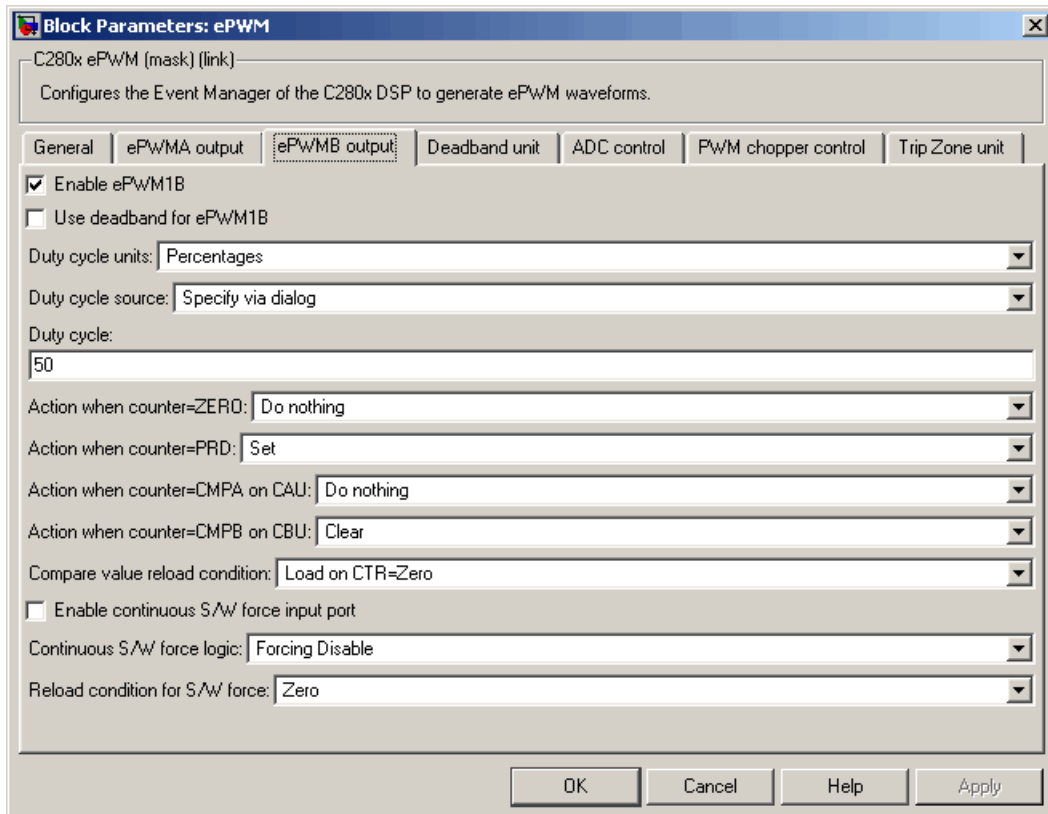 Block Parameters: ePWM
C280x ePWM (mask) (link)
Configures the Event Manager of the C280x DSP to generate ePWM waveforms.
General ePWMA output ePWMB output Deadband unit ADC control PWM chopper control Trip Zone unit
Enable ePWM1B
Use deadband for ePWM1B
Duty cycle units: Percentages
Duty cycle source: Specify via dialog
Duty cycle:
50
Action when counter=ZERO: Do nothing
Action when counter=PRD: Set
Action when counter=CMPA on CAU: Do nothing
Action when counter=CMPB on CBU: Clear
Compare value reload condition: Load on CTR=Zero
Enable continuous S/W force input port
Continuous S/W force logic: Forcing Disable
Reload condition for S/W force: Zero
OK Cancel Help Apply